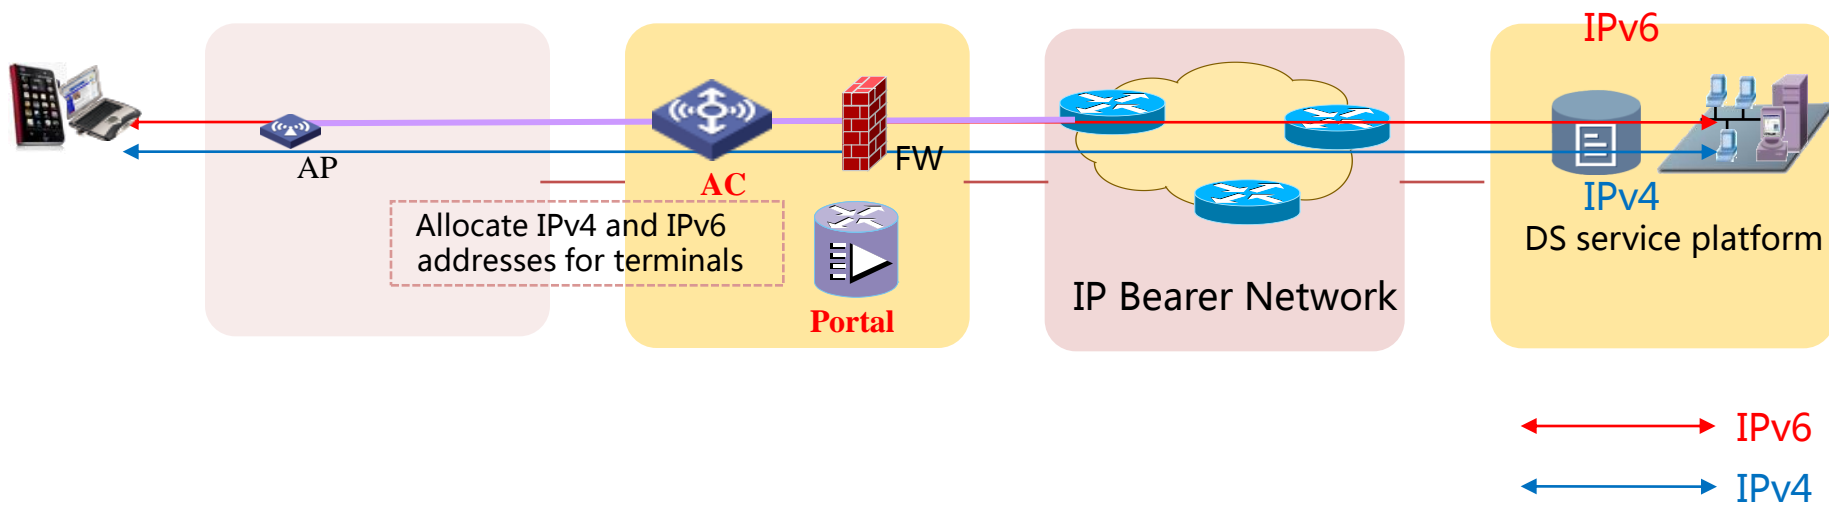 IPv6
AP
FW
AC
IPv4
Allocate IPv4 and IPv6
addresses for terminals
DS service platform
IP Bearer Network
Portal
IPv6
IPv4